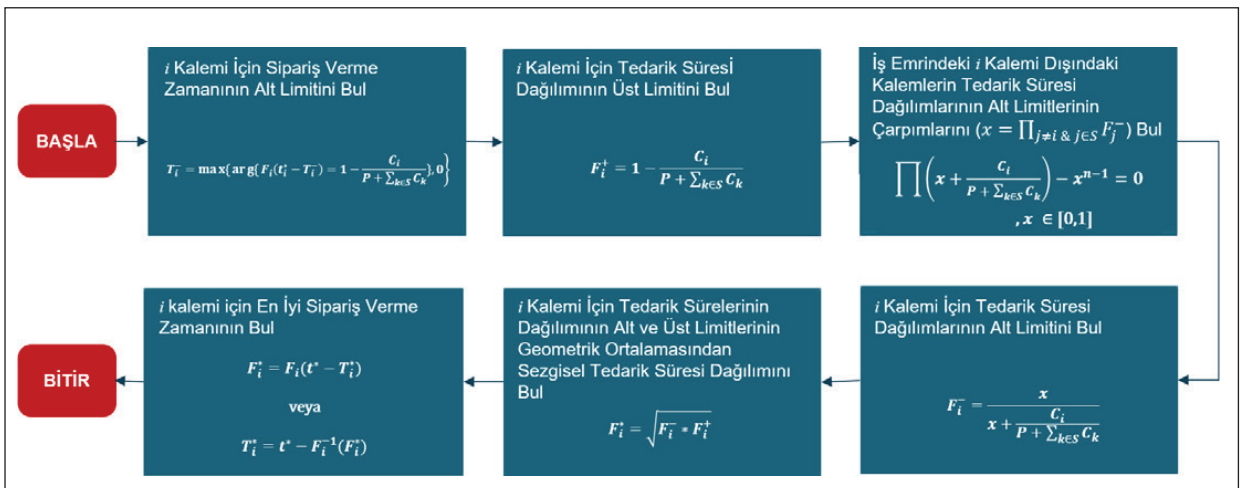 BAŞLA
i Kalemi İçin Sipariş Verme
Zamanının Alt Limitini Bul
T_i^- = max{arg{F_i(t_i^* − T_i^-) = 1 − C_i / (P + ∑_{k∈S} C_k)}, 0}
i Kalemi İçin Tedarik Süresİ
Dağılımının Üst Limitini Bul
F_i^+ = 1 − C_i / (P + ∑_{k∈S} C_k)
İş Emrindeki i Kalemi Dışındaki
Kalemlerin Tedarik Süresi
Dağılımlarının Alt Limitlerinin
Çarpımlarını (x = ∏_{j≠i & j∈S} F_j^-) Bul
∏ (x + C_i / (P + ∑_{k∈S} C_k)) − x^{n−1} = 0
, x ∈ [0,1]
i Kalemi İçin Tedarik Süresi
Dağılımlarının Alt Limitini Bul
F_i^- = x / (x + C_i / (P + ∑_{k∈S} C_k))
i Kalemi İçin Tedarik Sürelerinin
Dağılımının Alt ve Üst Limitlerinin
Geometrik Ortalamasından
Sezgisel Tedarik Süresi Dağılımını
Bul
F_i^* = √(F_i^- * F_i^+)
i kalemi için En İyi Sipariş Verme
Zamanının Bul
F_i^* = F_i(t^* − T_i^*)
veya
T_i^* = t^* − F_i^{-1}(F_i^*)
BİTİR